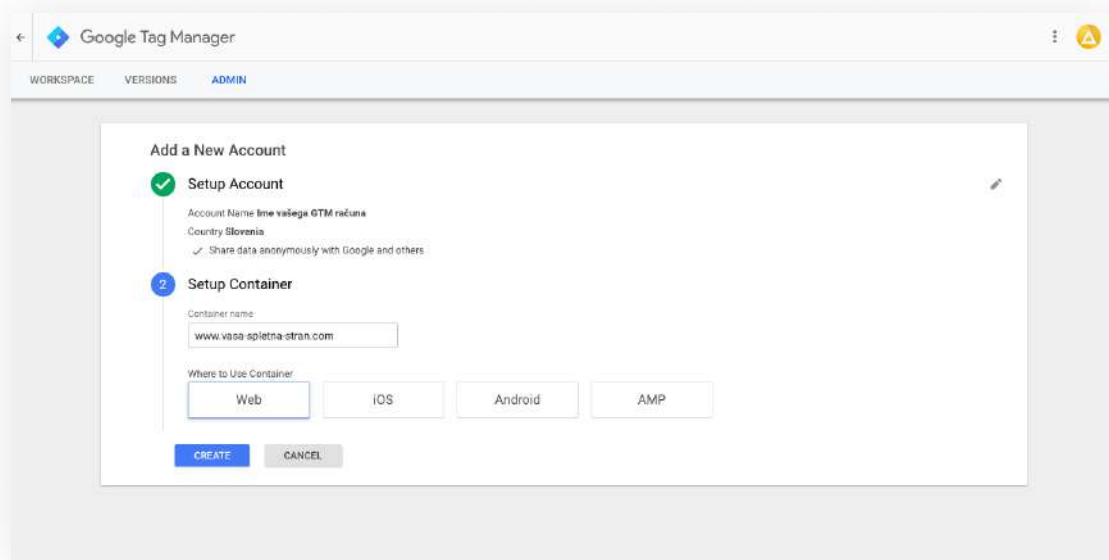 Google Tag Manager
WORKSPACE VERSIONS ADMIN
Add a New Account
Setup Account
Account Name Ime vašega GTM računa
Country Slovenia
Share data anonymously with Google and others
2 Setup Container
Container name
www.vasa-spletna-stran.com
Where to Use Container
Web iOS Android AMP
CREATE CANCEL